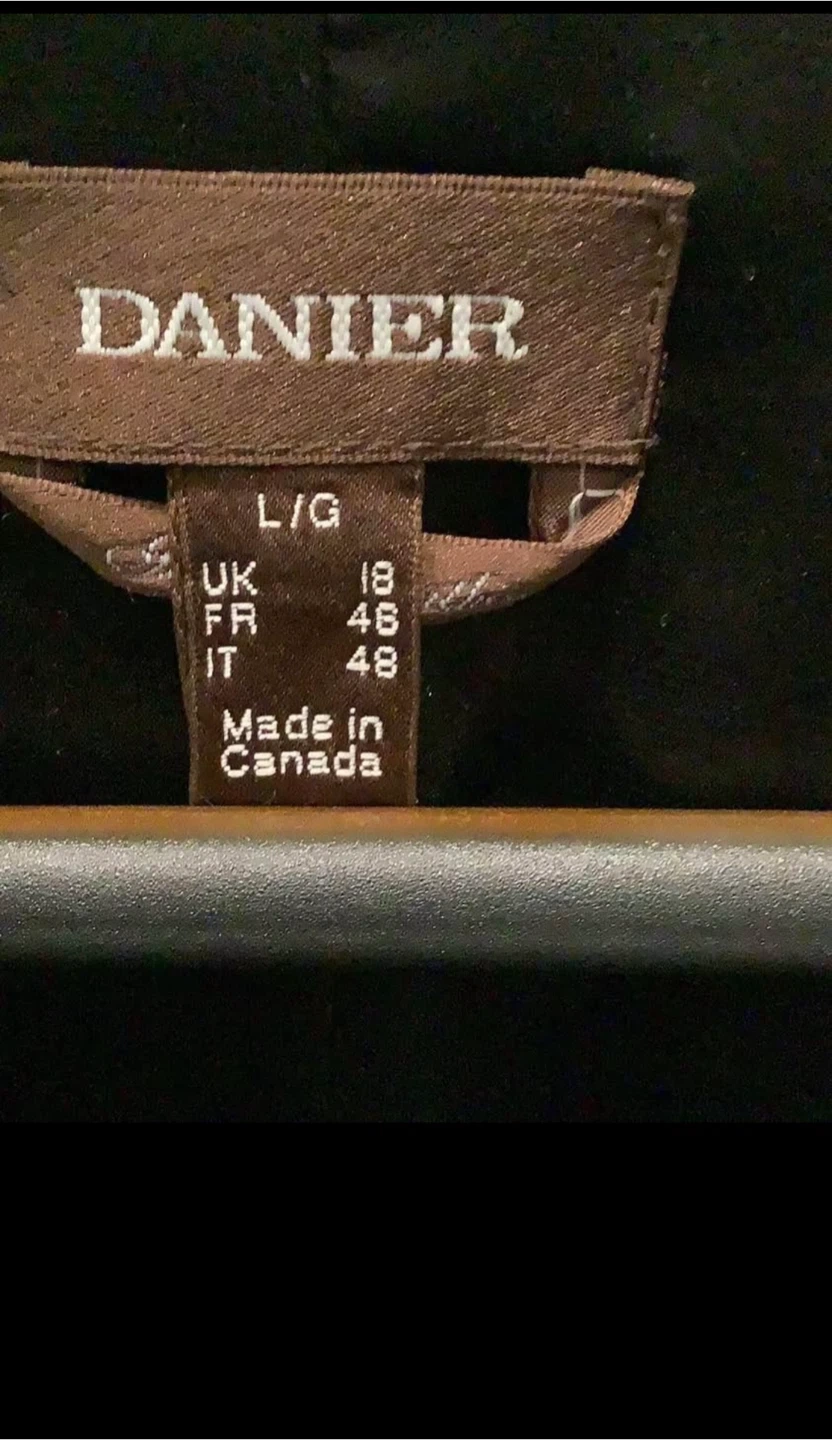 DANIER
L/G
UK 18
FR 46
IT 48
Made in
Canada